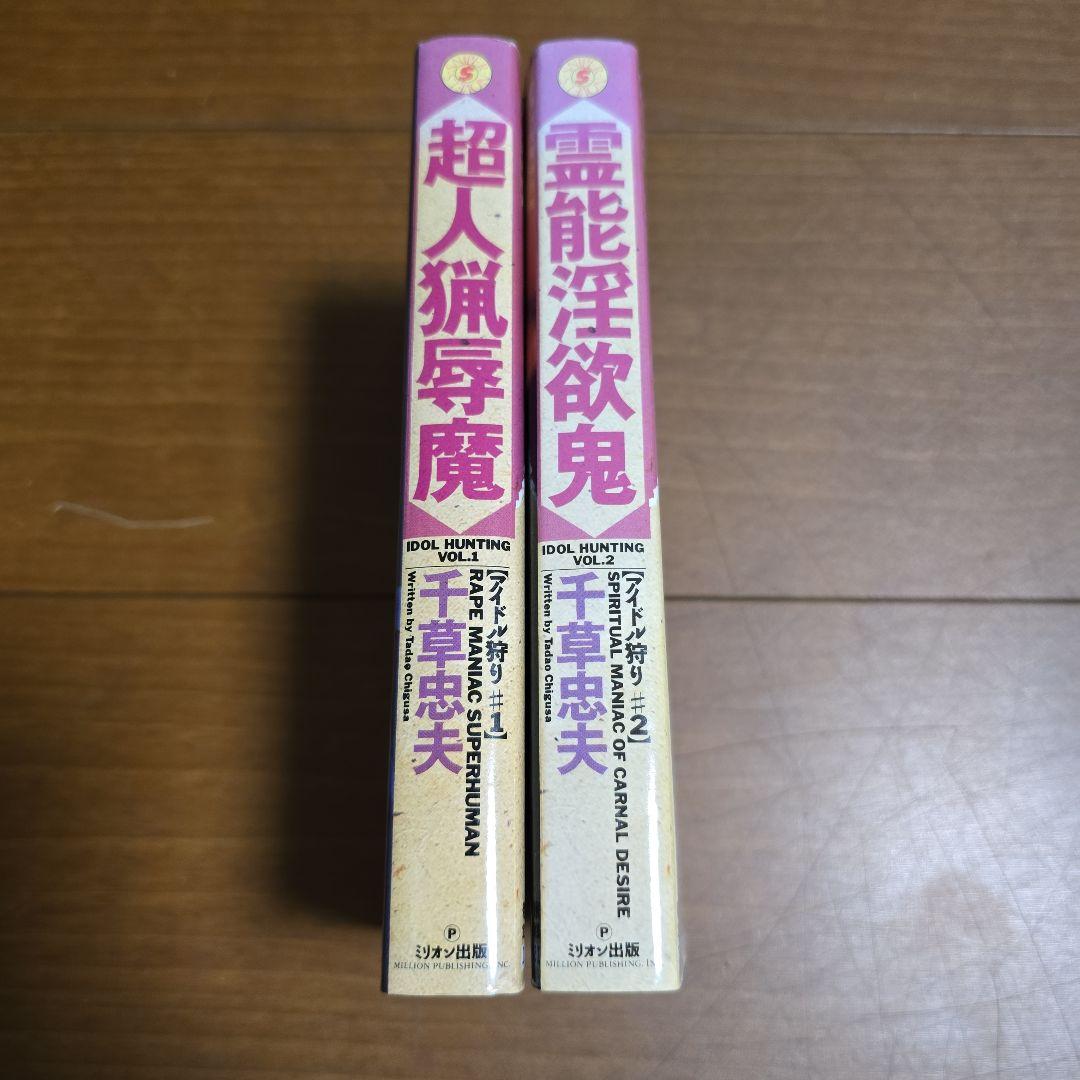 S
超人猟辱魔
IDOL HUNTING
VOL.1
【アイドル狩り #1】
RAPE MANIAC SUPERHUMAN
千草忠夫
Written by Tadao Chigusa
P
ミリオン出版
MILLION PUBLISHING, INC.
S
霊能淫欲鬼
IDOL HUNTING
VOL.2
【アイドル狩り #2】
SPIRITUAL MANIAC OF CARNAL DESIRE
千草忠夫
Written by Tadao Chigusa
P
ミリオン出版
MILLION PUBLISHING, IN